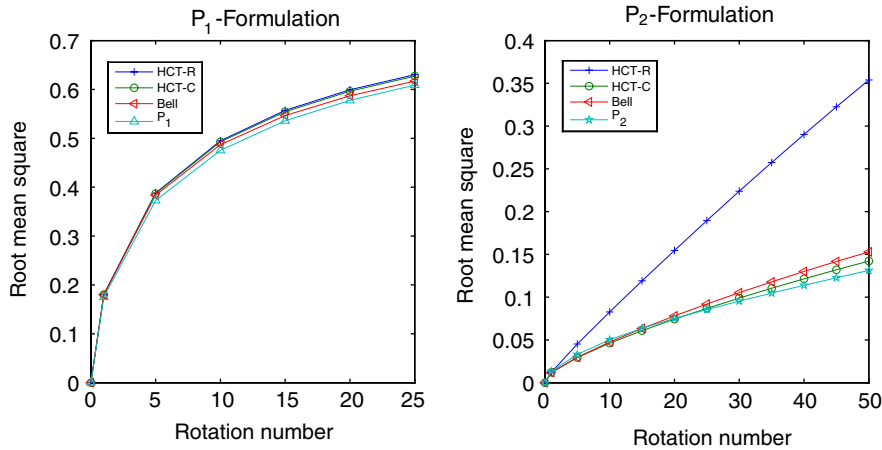 P1-Formulation
0.7
0.6
0.5
0.4
0.3
0.2
0.1
0
Root mean square
HCT-R
HCT-C
Bell
P1
0 5 10 15 20 25
Rotation number
P2-Formulation
0.4
0.35
0.3
0.25
0.2
0.15
0.1
0.05
0
Root mean square
HCT-R
HCT-C
Bell
P2
0 10 20 30 40 50
Rotation number